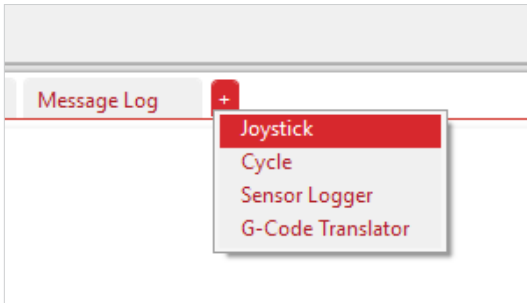 Message Log
+
Joystick
Cycle
Sensor Logger
G-Code Translator